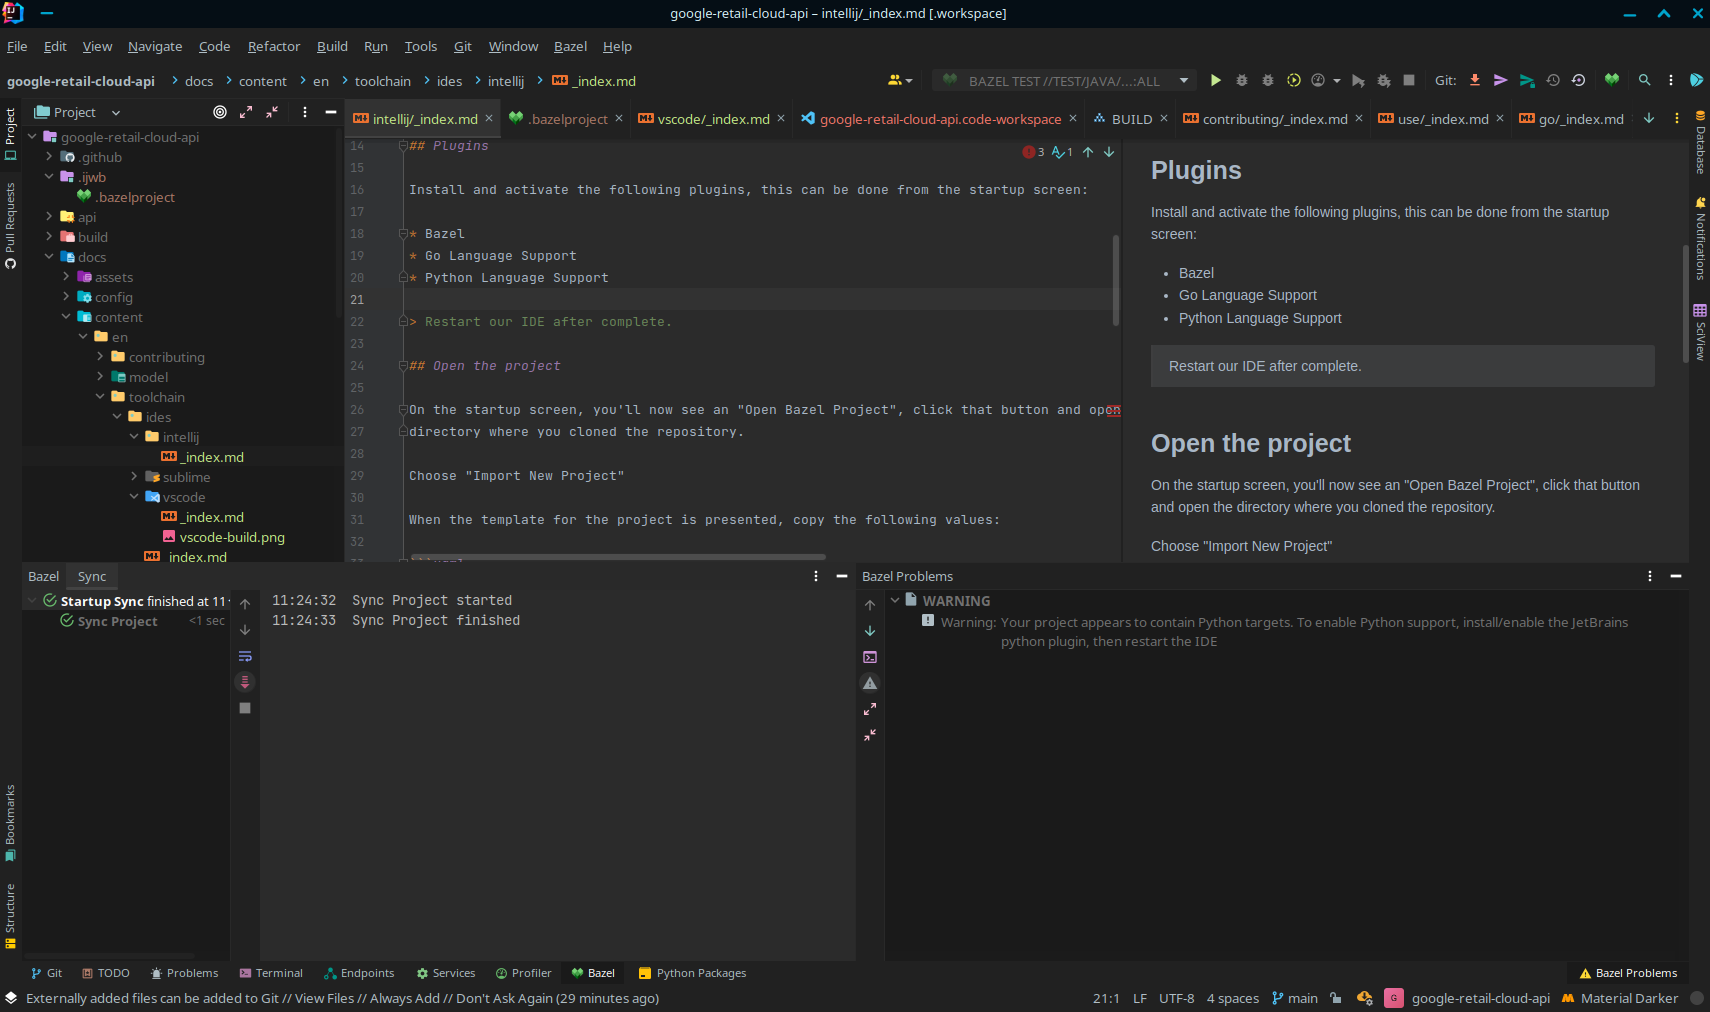 google-retail-cloud-api – intellij/_index.md [.workspace]
File Edit View Navigate Code Refactor Build Run Tools Git Window Bazel Help
google-retail-cloud-api > docs > content > en > toolchain > ides > intellij > _index.md
BAZEL TEST //TEST/JAVA/...:ALL
Git:
Project
intellij/_index.md
.bazelproject
vscode/_index.md
google-retail-cloud-api.code-workspace
BUILD
contributing/_index.md
use/_index.md
go/_index.md
Project
Pull Requests
Bookmarks
Structure
google-retail-cloud-api
.github
.ijwb
.bazelproject
api
build
docs
assets
config
content
en
contributing
model
toolchain
ides
intellij
_index.md
sublime
vscode
_index.md
vscode-build.png
_index.md
3 1
14 ## Plugins
15
16 Install and activate the following plugins, this can be done from the startup screen:
17
18 * Bazel
19 * Go Language Support
20 * Python Language Support
21
22 > Restart our IDE after complete.
23
24 ## Open the project
25
26 On the startup screen, you'll now see an "Open Bazel Project", click that button and open
27 directory where you cloned the repository.
28
29 Choose "Import New Project"
30
31 When the template for the project is presented, copy the following values:
32
Plugins
Install and activate the following plugins, this can be done from the startup
screen:
• Bazel
• Go Language Support
• Python Language Support
Restart our IDE after complete.
Open the project
On the startup screen, you'll now see an "Open Bazel Project", click that button
and open the directory where you cloned the repository.
Choose "Import New Project"
Database
Notifications
SciView
Bazel Sync
Startup Sync finished at 11
Sync Project <1 sec
11:24:32 Sync Project started
11:24:33 Sync Project finished
Bazel Problems
WARNING
Warning: Your project appears to contain Python targets. To enable Python support, install/enable the JetBrains
python plugin, then restart the IDE
Git TODO Problems Terminal Endpoints Services Profiler Bazel Python Packages Bazel Problems
Externally added files can be added to Git // View Files // Always Add // Don't Ask Again (29 minutes ago)
21:1 LF UTF-8 4 spaces main G google-retail-cloud-api Material Darker